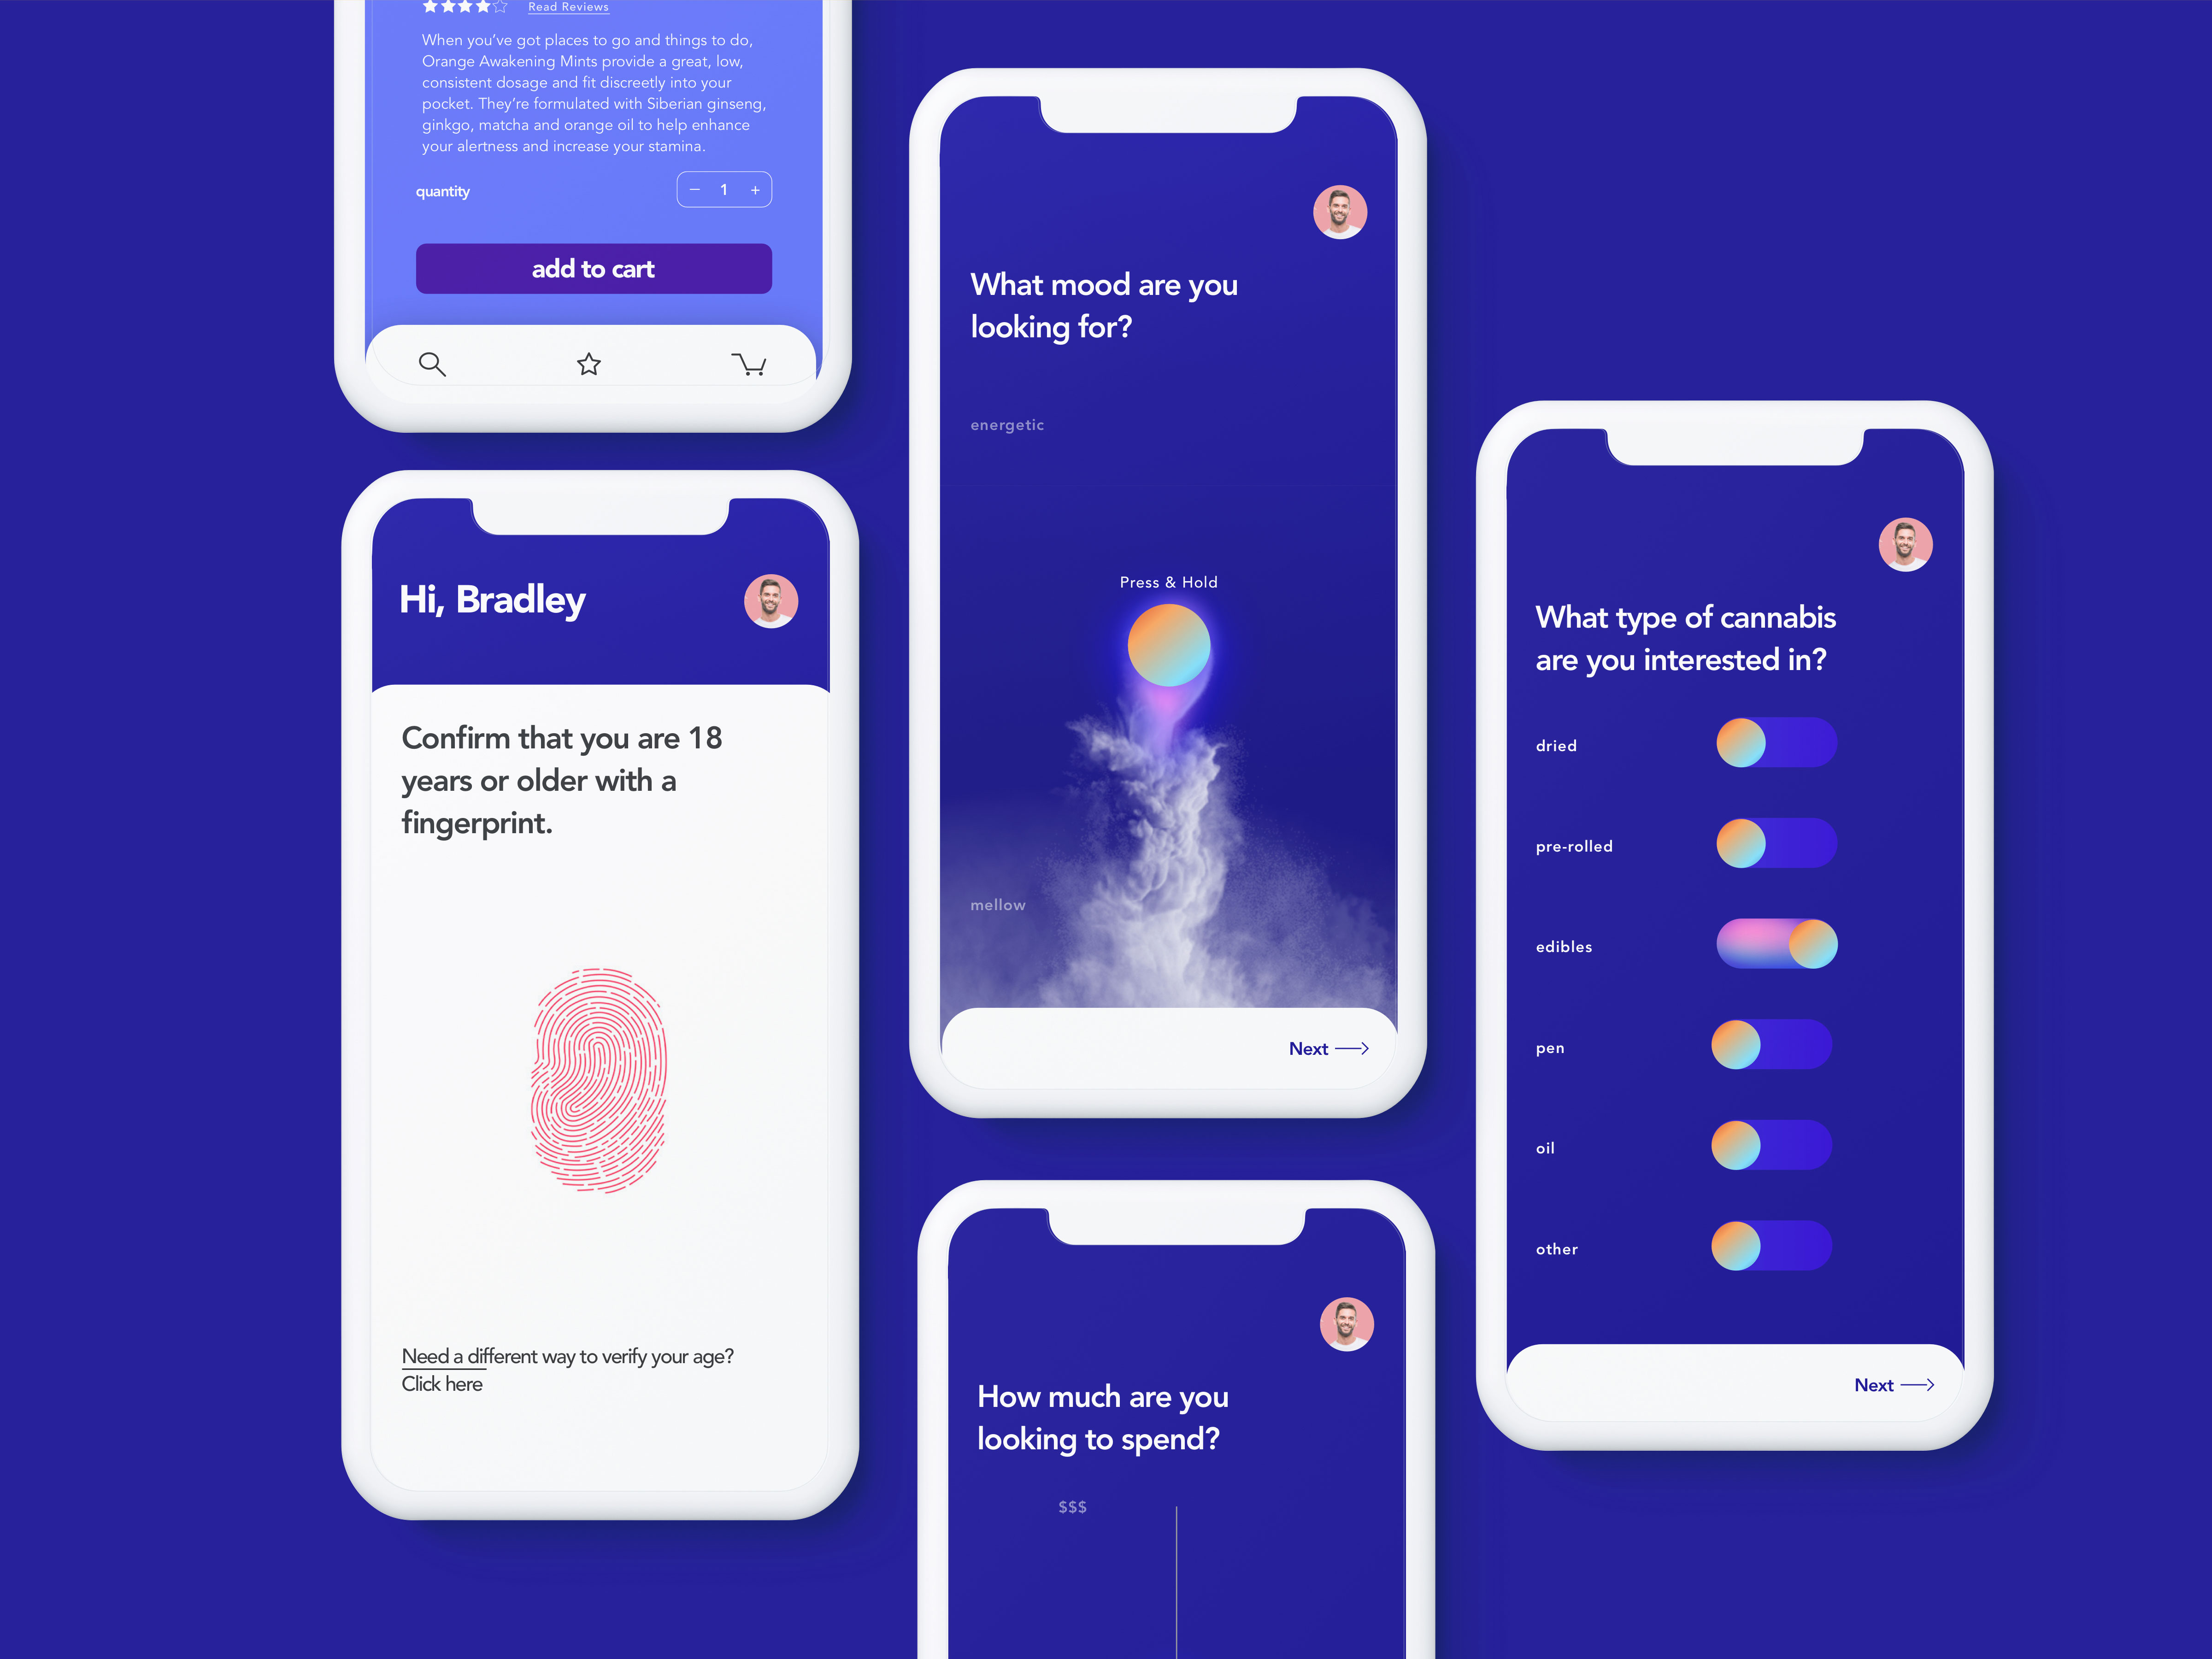 Read Reviews
When you’ve got places to go and things to do,
Orange Awakening Mints provide a great, low,
consistent dosage and fit discreetly into your
pocket. They’re formulated with Siberian ginseng,
ginkgo, matcha and orange oil to help enhance
your alertness and increase your stamina.
quantity
− 1 +
add to cart
Hi, Bradley
Confirm that you are 18
years or older with a
fingerprint.
Need a different way to verify your age?
Click here
What mood are you
looking for?
energetic
Press & Hold
mellow
Next
How much are you
looking to spend?
$$$
What type of cannabis
are you interested in?
dried
pre-rolled
edibles
pen
oil
other
Next